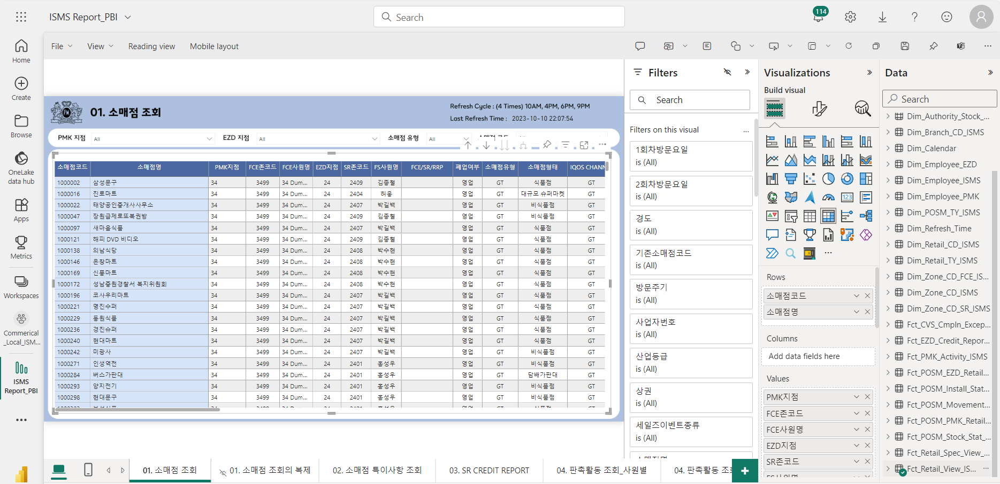 ISMS Report_PBI
Search
114
Home
Create
Browse
OneLake
data hub
Apps
Metrics
Workspaces
Commerical
_Local_ISM...
ISMS
Report_PBI
File
View
Reading view
Mobile layout
01. 소매점 조회
Refresh Cycle : (4 Times) 10AM, 4PM, 6PM, 9PM
Last Refresh Time : 2023-10-10 22:07:54
PMK 지점 All EZD 지점 All 소매점 유형 All
소매점코드 소매점명 PMK지점 FCE존코드 FCE사원명 EZD지점 SR존코드 FS사원명 FCE/SR/RRP 폐업여부 소매점유형 소매점형태 IQOS CHANN
1000002 삼성문구 34 3499 34 Dum... 24 2409 김종철 영업 GT 식품점 GT
1000016 진로마트 34 3499 34 Dum... 24 2404 허웅 영업 GT 대규모 슈퍼마켓 GT
1000022 태양공인중개사사무소 34 3499 34 Dum... 24 2407 박길백 영업 GT 비식품점 GT
1000047 장원급제로또복권방 34 3499 34 Dum... 24 2409 김종철 영업 GT 비식품점 GT
1000097 새마을식품 34 3499 34 Dum... 24 2407 박길백 영업 GT 식품점 GT
1000121 해피 DVD 비디오 34 3499 34 Dum... 24 2409 김종철 영업 GT 식품점 GT
1000138 의남식당 34 3499 34 Dum... 24 2408 박수현 영업 GT 식품점 GT
1000146 은창마트 34 3499 34 Dum... 24 2408 박수현 영업 GT 식품점 GT
1000169 신풍마트 34 3499 34 Dum... 24 2408 박수현 영업 GT 식품점 GT
1000172 성남중원경찰서 복지위원회 34 3499 34 Dum... 24 2408 박수현 영업 GT 식품점 GT
1000196 코사우리마트 34 3499 34 Dum... 24 2407 박길백 영업 GT 식품점 GT
1000221 명진수퍼 34 3499 34 Dum... 24 2407 박길백 영업 GT 식품점 GT
1000229 동원식품 34 3499 34 Dum... 24 2407 박길백 영업 GT 식품점 GT
1000236 경진슈퍼 34 3499 34 Dum... 24 2407 박길백 영업 GT 식품점 GT
1000240 현대마트 34 3499 34 Dum... 24 2407 박길백 영업 GT 식품점 GT
1000242 미광사 34 3499 34 Dum... 24 2407 박길백 영업 GT 비식품점 GT
1000271 인생역전 34 3499 34 Dum... 24 2401 홍성우 영업 GT 비식품점 GT
1000284 버스가판대 34 3499 34 Dum... 24 2401 홍성우 영업 GT 담배가판대 GT
1000293 양지전기 34 3499 34 Dum... 24 2401 홍성우 영업 GT 비식품점 GT
1000298 현대문구 34 3499 34 Dum... 24 2401 홍성우 영업 GT 비식품점 GT
01. 소매점 조회
01. 소매점 조회의 복제
02. 소매점 특이사항 조회
03. SR CREDIT REPORT
04. 판촉활동 조회_사원별
04. 판촉활동 조회
Filters
Search
Filters on this visual
1회차방문요일
is (All)
2회차방문요일
is (All)
경도
is (All)
기존소매점코드
is (All)
방문주기
is (All)
사업자번호
is (All)
산업등급
is (All)
상권
is (All)
세일즈이벤트종류
is (All)
Visualizations
Build visual
123
Rows
소매점코드
소매점명
Columns
Add data fields here
Values
PMK지점
FCE존코드
FCE사원명
EZD지점
SR존코드
Data
Search
Dim_Authority_Stock_...
Dim_Branch_CD_ISMS
Dim_Calendar
Dim_Employee_EZD
Dim_Employee_ISMS
Dim_Employee_PMK
Dim_POSM_TY_ISMS
Dim_Refresh_Time
Dim_Retail_CD_ISMS
Dim_Retail_TY_ISMS
Dim_Zone_CD_FCE_IS...
Dim_Zone_CD_ISMS
Dim_Zone_CD_SR_ISMS
Fct_CVS_Cmpln_Excep...
Fct_EZD_Credit_Repor...
Fct_PMK_Activity_ISMS
Fct_POSM_EZD_Retail...
Fct_POSM_Install_Stat...
Fct_POSM_Movement...
Fct_POSM_PMK_Retail...
Fct_POSM_Stock_Stat_...
Fct_Retail_Spec_View_...
Fct_Retail_View_IS...